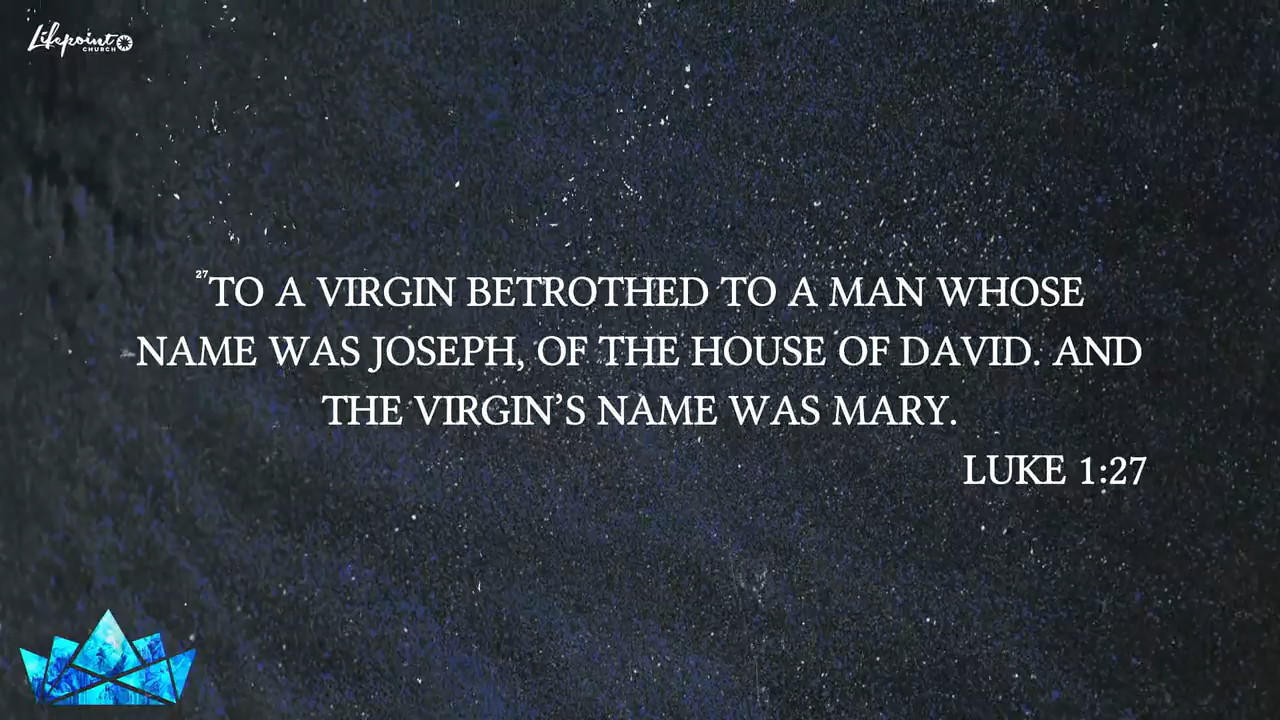 Lifepoint
CHURCH
27TO A VIRGIN BETROTHED TO A MAN WHOSE
NAME WAS JOSEPH, OF THE HOUSE OF DAVID. AND
THE VIRGIN’S NAME WAS MARY.
LUKE 1:27